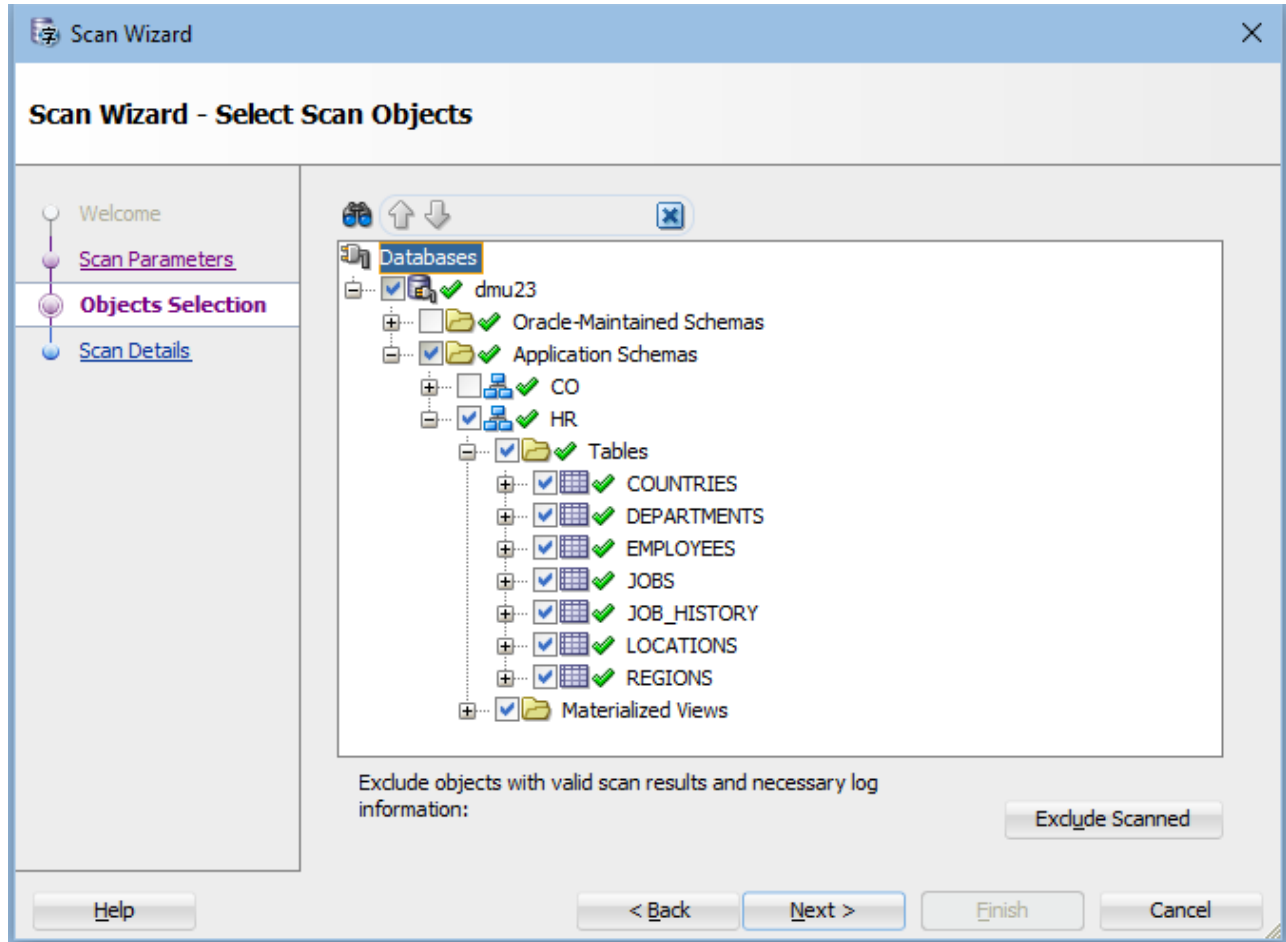 Scan Wizard
Scan Wizard - Select Scan Objects
Welcome
Scan Parameters
Objects Selection
Scan Details
Databases
dmu23
Oracle-Maintained Schemas
Application Schemas
CO
HR
Tables
COUNTRIES
DEPARTMENTS
EMPLOYEES
JOBS
JOB_HISTORY
LOCATIONS
REGIONS
Materialized Views
Exclude objects with valid scan results and necessary log
information:
Exclude Scanned
Help
< Back
Next >
Finish
Cancel